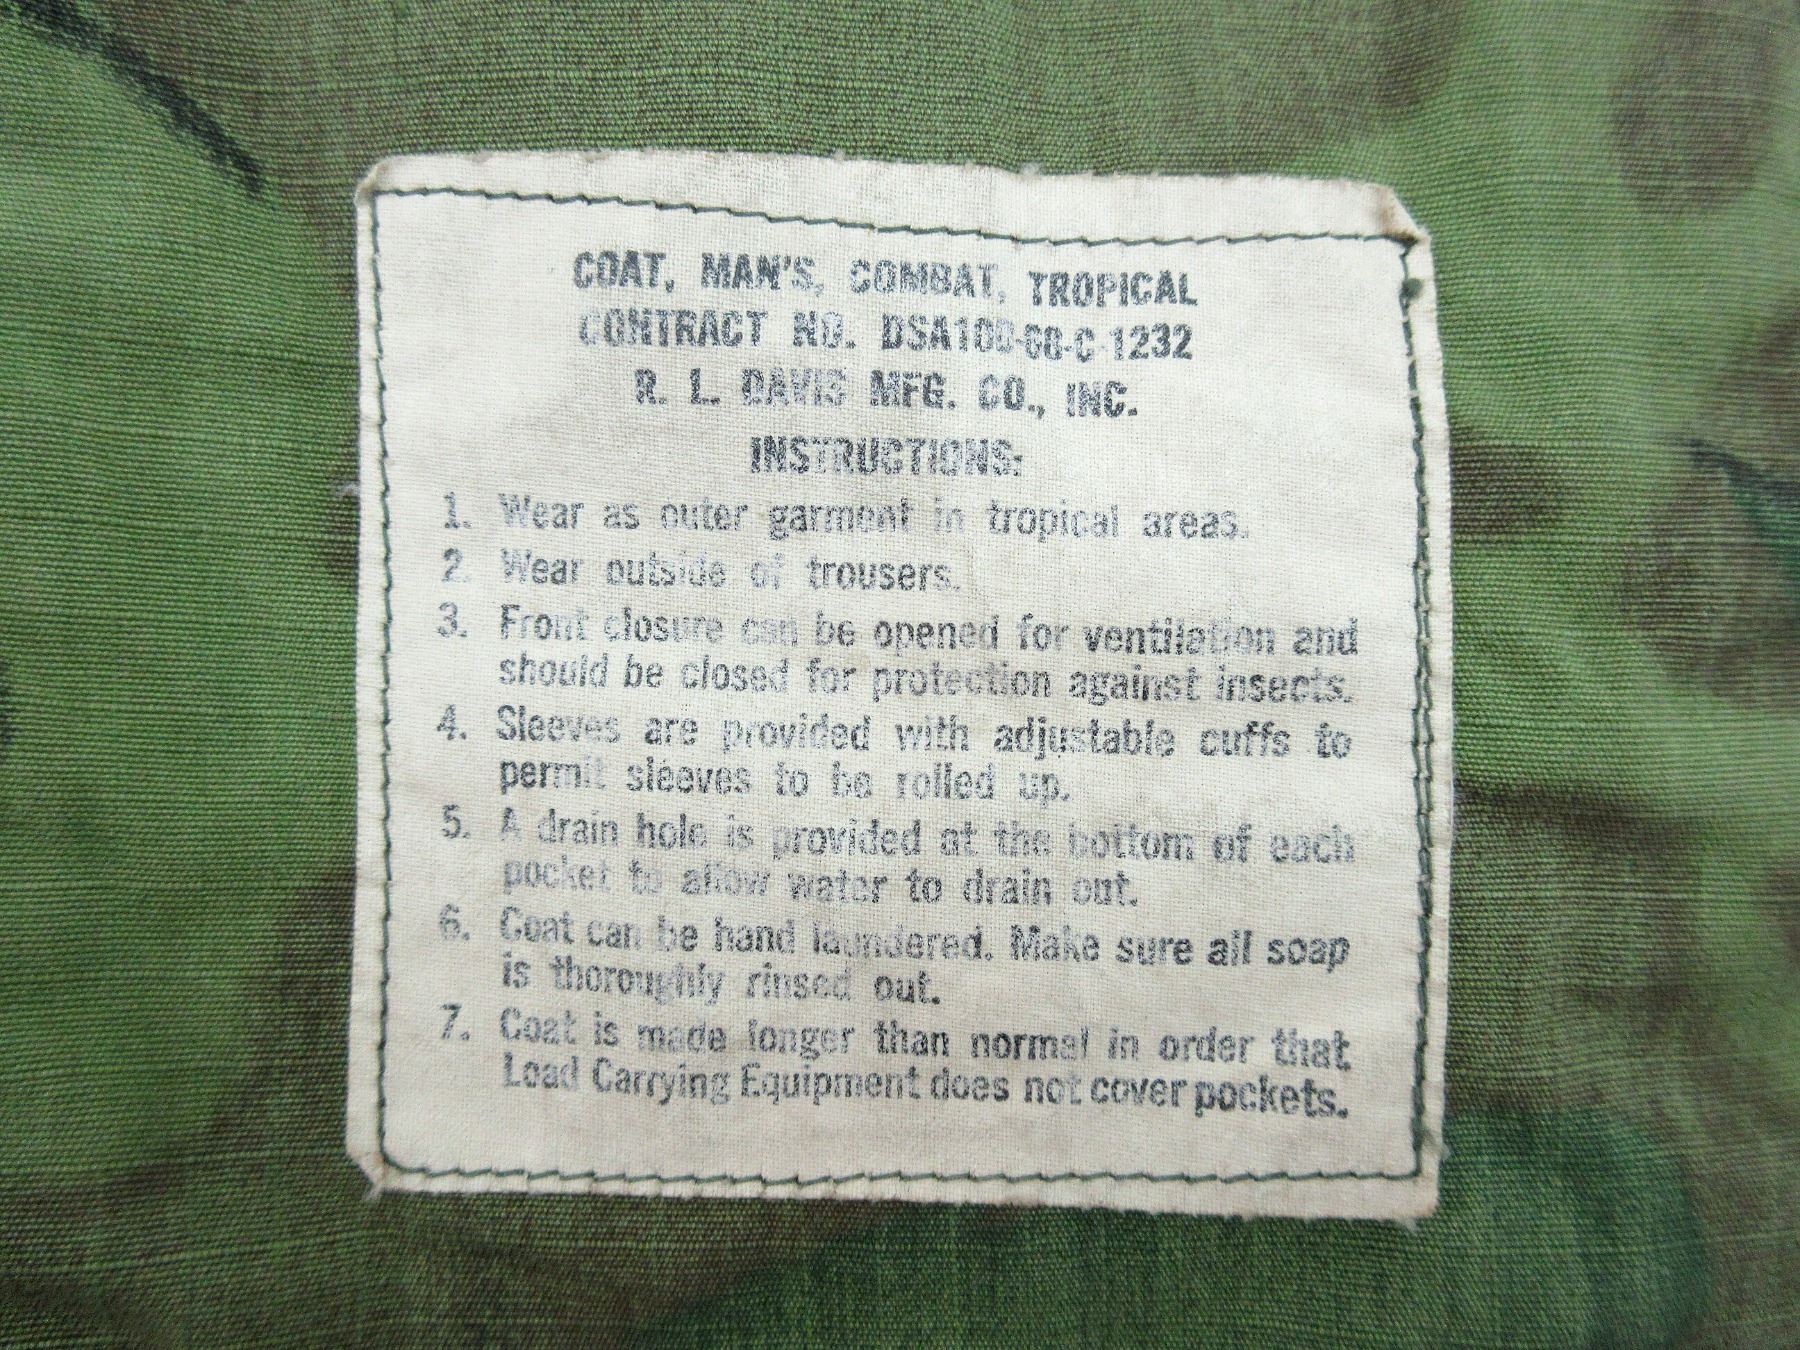 COAT, MAN'S, COMBAT, TROPICAL
CONTRACT NO. DSA100-68-C-1232
R. L. DAVIS MFG. CO., INC.
INSTRUCTIONS:
1. Wear as outer garment in tropical areas.
2. Wear outside of trousers.
3. Front closure can be opened for ventilation and
should be closed for protection against insects.
4. Sleeves are provided with adjustable cuffs to
permit sleeves to be rolled up.
5. A drain hole is provided at the bottom of each
pocket to allow water to drain out.
6. Coat can be hand laundered. Make sure all soap
is thoroughly rinsed out.
7. Coat is made longer than normal in order that
Load Carrying Equipment does not cover pockets.